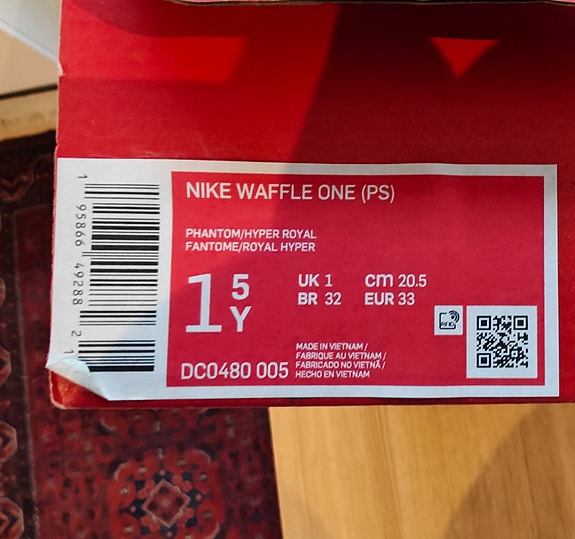 NIKE WAFFLE ONE (PS)
PHANTOM/HYPER ROYAL
FANTOME/ROYAL HYPER
1 5Y
UK 1 CM 20.5
BR 32 EUR 33
RFID
DC0480 005
MADE IN VIETNAM /
FABRIQUE AU VIETNAM /
FABRICADO NO VIETNÃ /
HECHO EN VIETNAM
1 95866 49288 2